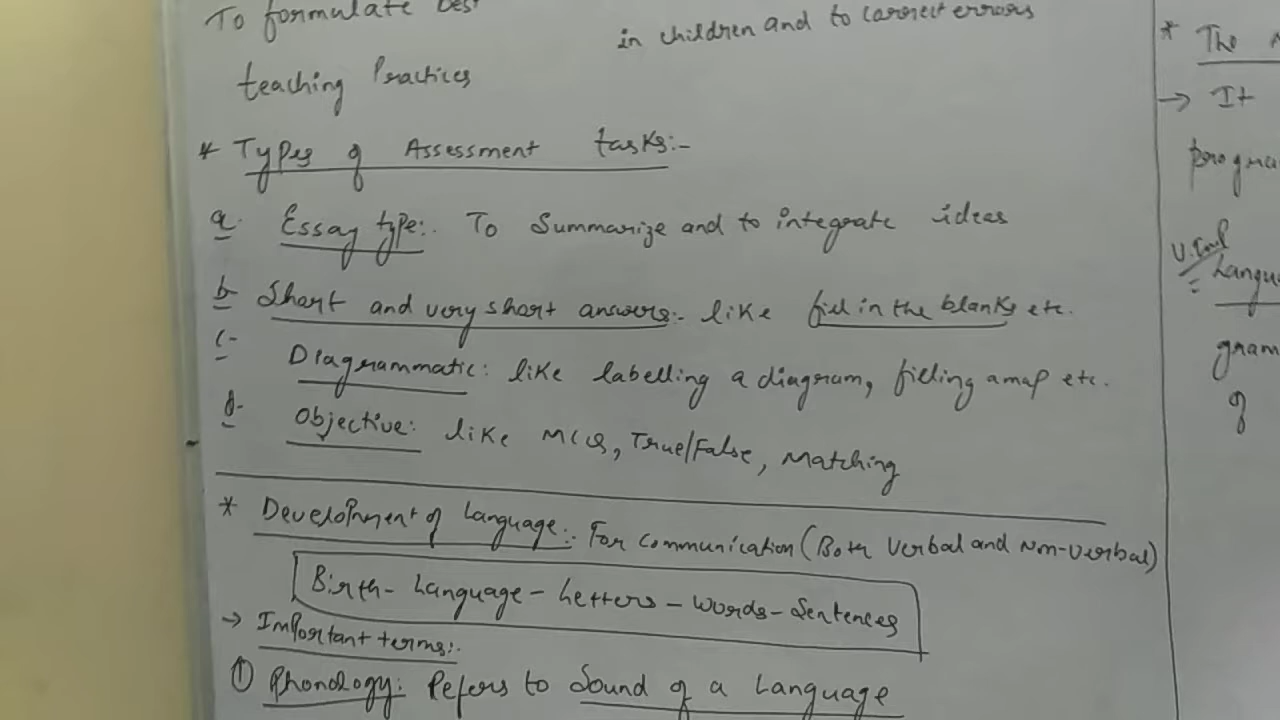 To formulate best
in children and to correct errors
teaching Practices
* Types of Assessment tasks:-
a. Essay type:. To Summarize and to integrate ideas
b- Short and very short answers:. like fill in the blanks etc.
c- Diagrammatic: like labelling a diagram, filling a map etc.
d- Objective: like MCQ, True/False, Matching
* Development of Language:. For Communication (Both Verbal and Non-verbal)
Birth - Language - Letters - Words - Sentences
→ Important terms:.
① Phonology: Refers to Sound of a Language
* The
→ It
V.Imp
gram
of